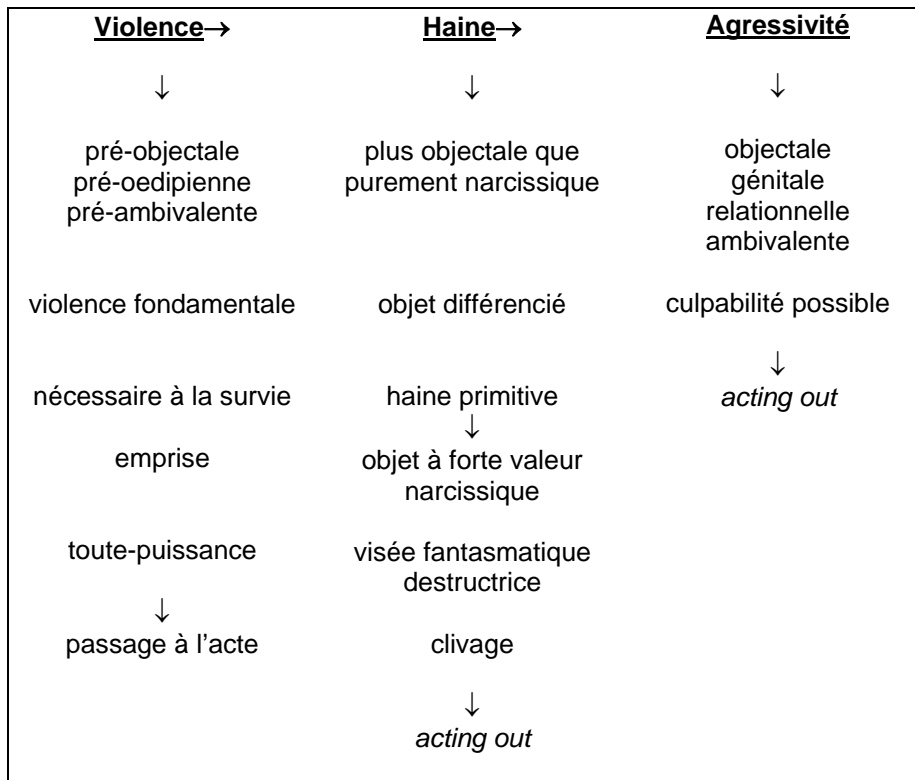 Violence→
↓
pré-objectale
pré-oedipienne
pré-ambivalente
violence fondamentale
nécessaire à la survie
emprise
toute-puissance
↓
passage à l'acte
Haine→
↓
plus objectale que
purement narcissique
objet différencié
haine primitive
↓
objet à forte valeur
narcissique
visée fantasmatique
destructrice
clivage
↓
acting out
Agressivité
↓
objectale
génitale
relationnelle
ambivalente
culpabilité possible
↓
acting out